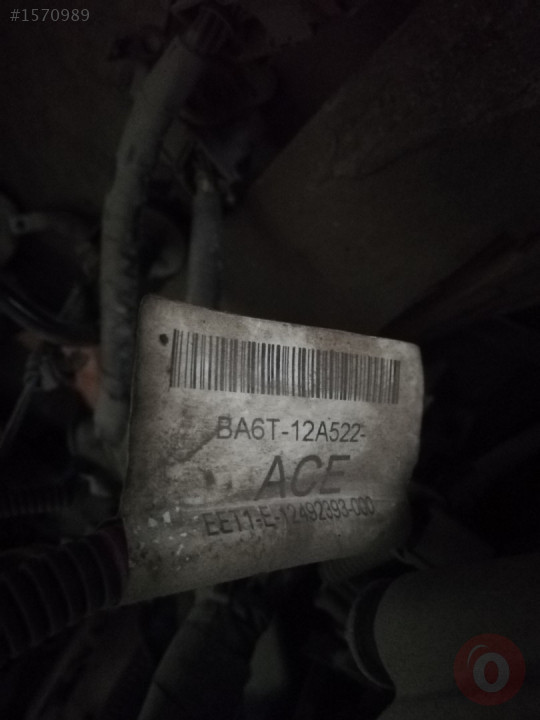 #1570989
BA6T-12A522-
ACE
EE11-E-12492393-000
O